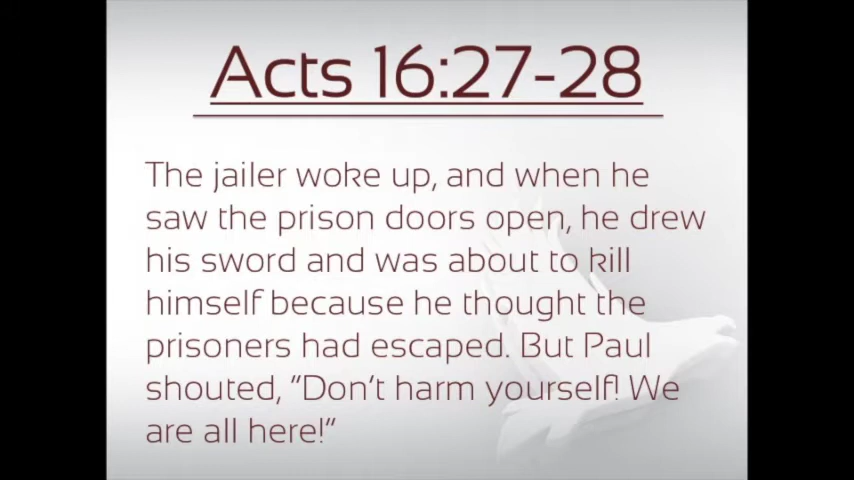 Acts 16:27-28
The jailer woke up, and when he
saw the prison doors open, he drew
his sword and was about to kill
himself because he thought the
prisoners had escaped. But Paul
shouted, "Don't harm yourself! We
are all here!"